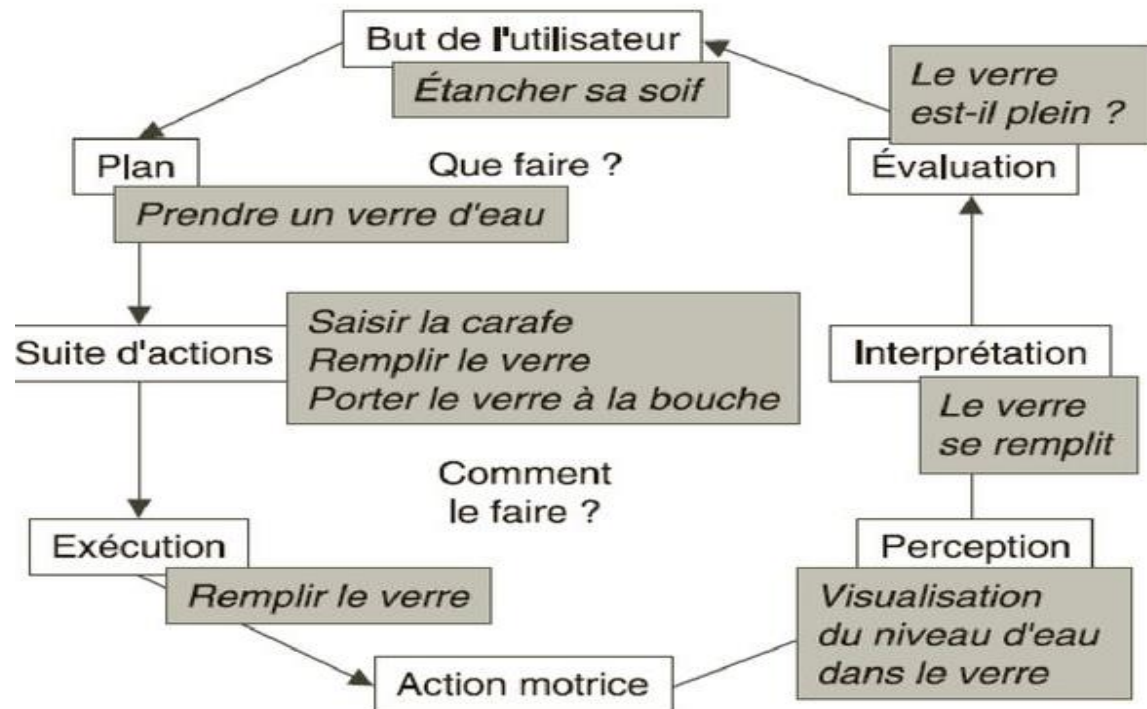 But de l'utilisateur
Étancher sa soif
Le verre
est-il plein ?
Plan
Que faire ?
Évaluation
Prendre un verre d'eau
Suite d'actions
Saisir la carafe
Remplir le verre
Porter le verre à la bouche
Interprétation
Le verre
se remplit
Comment
le faire ?
Exécution
Remplir le verre
Perception
Visualisation
du niveau d'eau
dans le verre
Action motrice